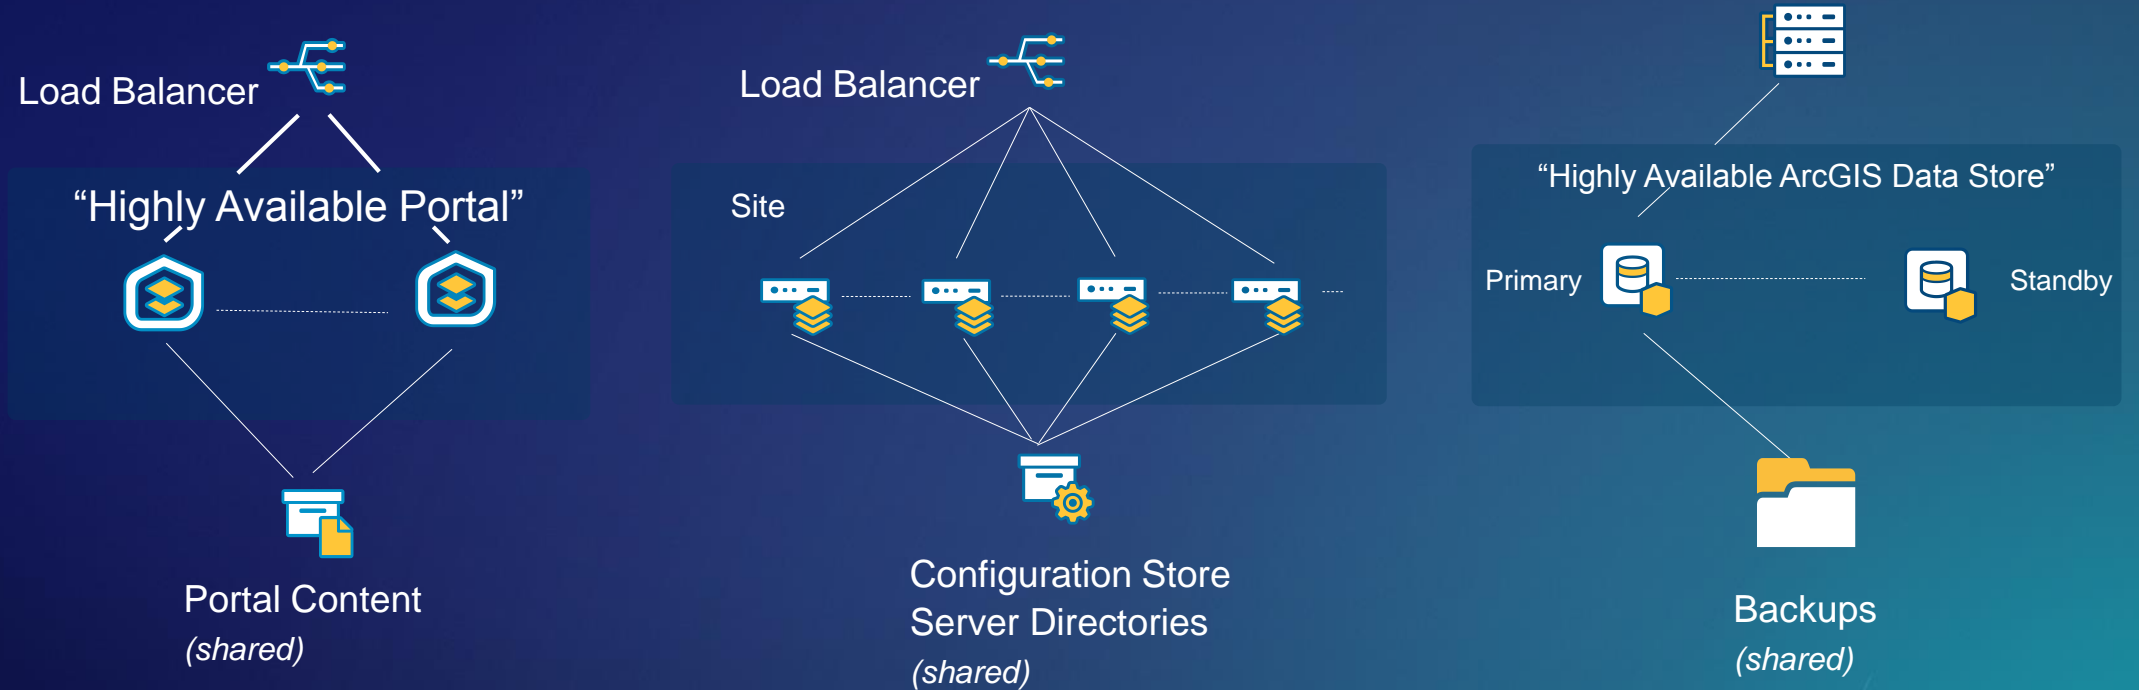 Load Balancer
“Highly Available Portal”
Portal Content
(shared)
Load Balancer
Site
Configuration Store
Server Directories
(shared)
“Highly Available ArcGIS Data Store”
Primary
Standby
Backups
(shared)